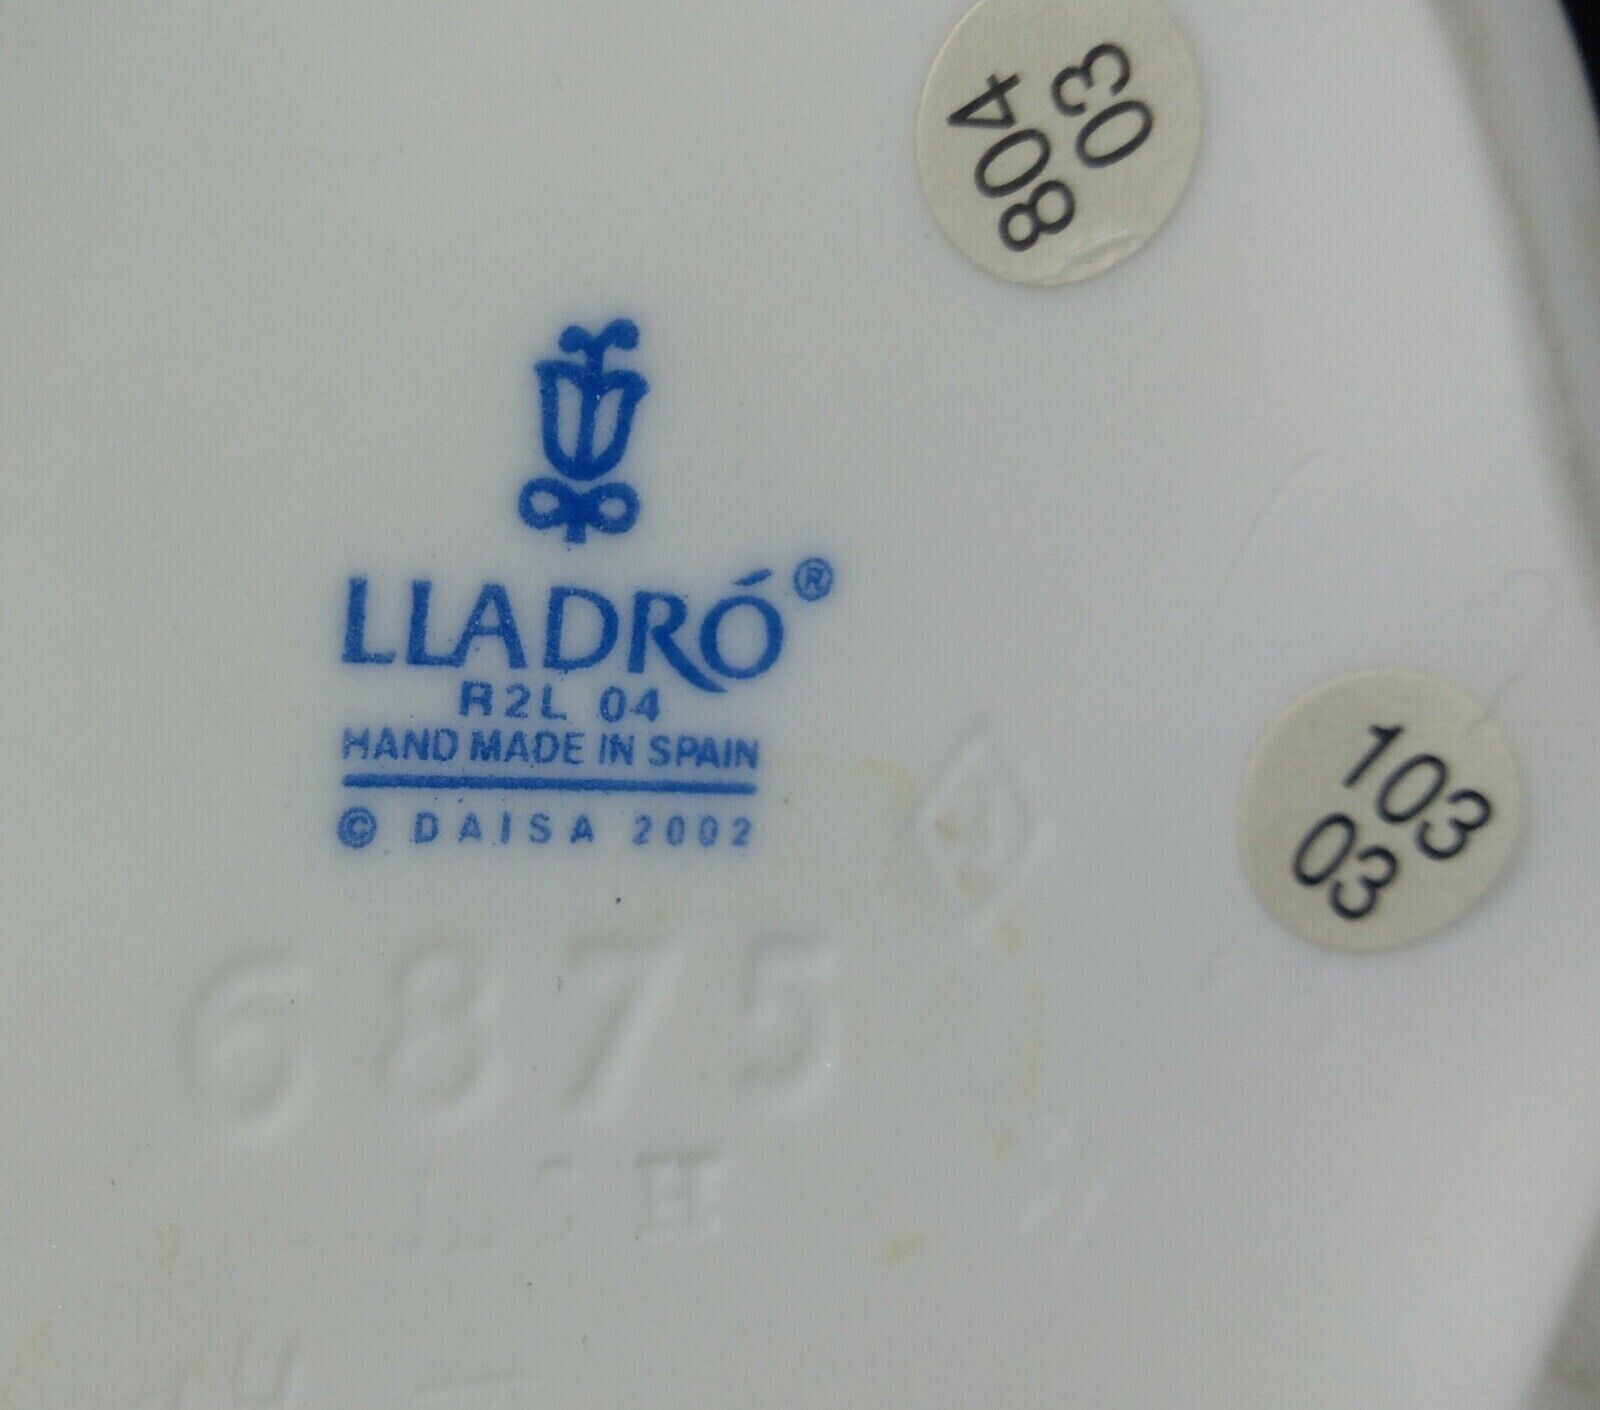 804
03
LLADRÓ®
R2L 04
HAND MADE IN SPAIN
© DAISA 2002
103
03
6875